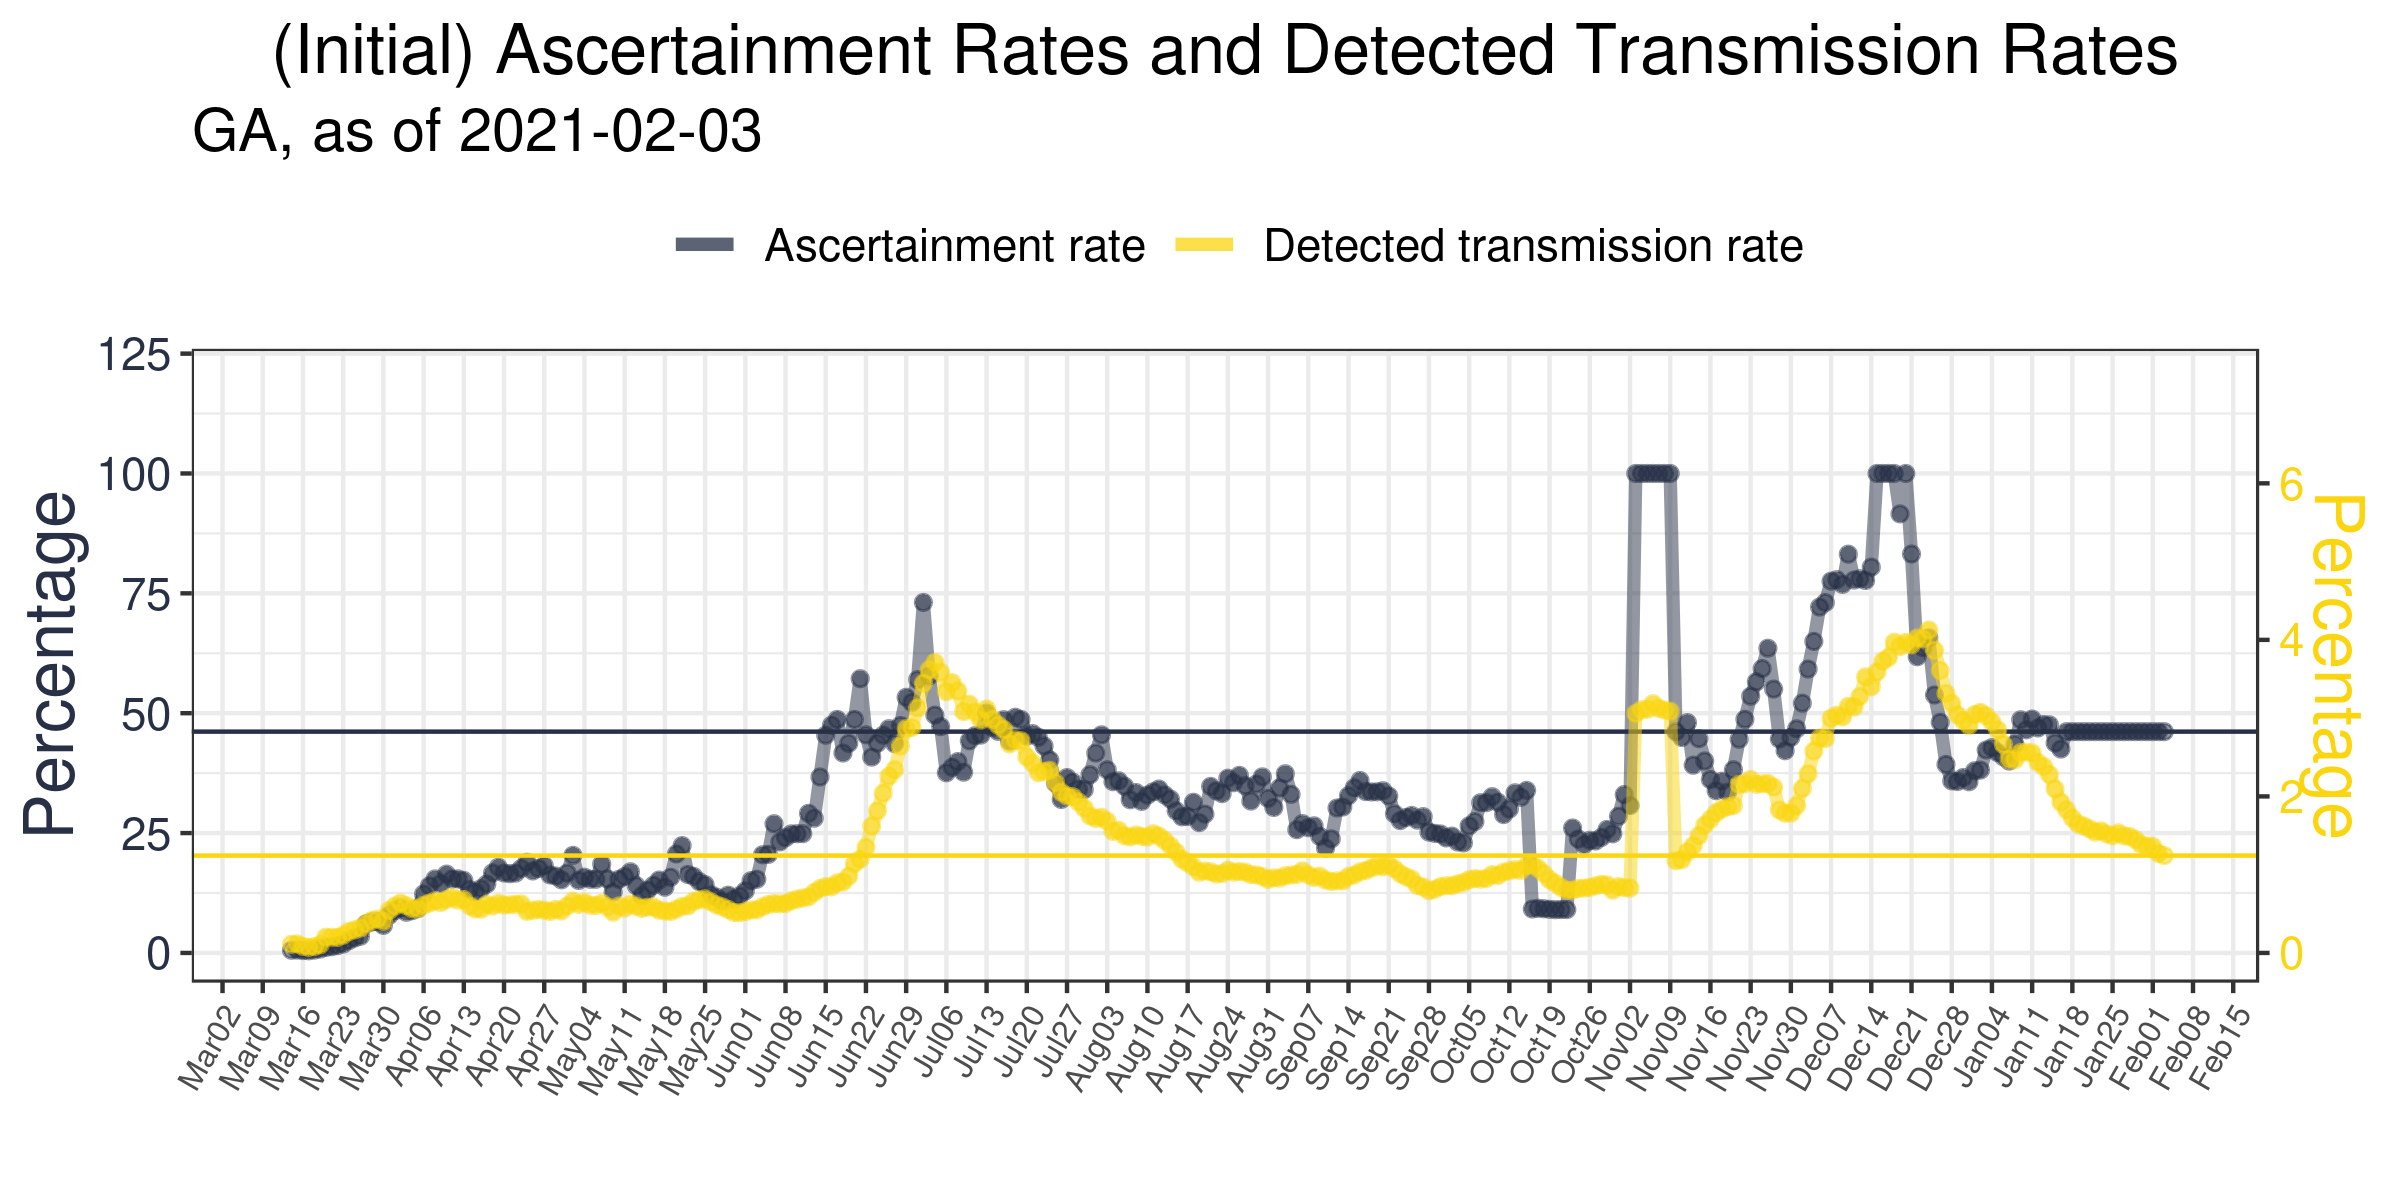 (Initial) Ascertainment Rates and Detected Transmission Rates
GA, as of 2021-02-03
Ascertainment rate
Detected transmission rate
Percentage
125
100
75
50
25
0
6
4
2
0
Percentage
Mar02
Mar09
Mar16
Mar23
Mar30
Apr06
Apr13
Apr20
Apr27
May04
May11
May18
May25
Jun01
Jun08
Jun15
Jun22
Jun29
Jul06
Jul13
Jul20
Jul27
Aug03
Aug10
Aug17
Aug24
Aug31
Sep07
Sep14
Sep21
Sep28
Oct05
Oct12
Oct19
Oct26
Nov02
Nov09
Nov16
Nov23
Nov30
Dec07
Dec14
Dec21
Dec28
Jan04
Jan11
Jan18
Jan25
Feb01
Feb08
Feb15